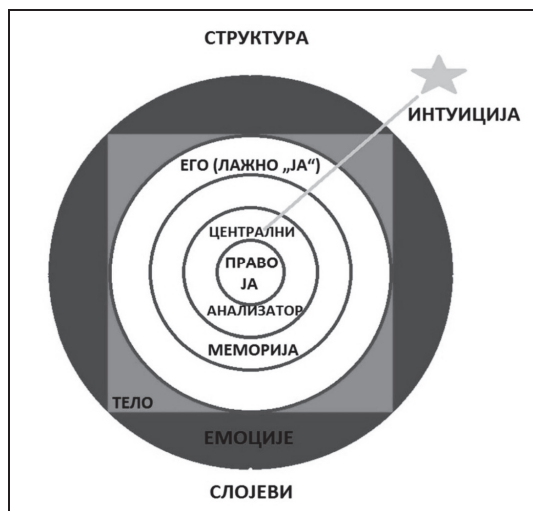 СТРУКТУРА
ИНТУИЦИЈА
ЕГО (ЛАЖНО „ЈА“)
ЦЕНТРАЛНИ
ПРАВО
ЈА
АНАЛИЗАТОР
МЕМОРИЈА
ТЕЛО
ЕМОЦИЈЕ
СЛОЈЕВИ